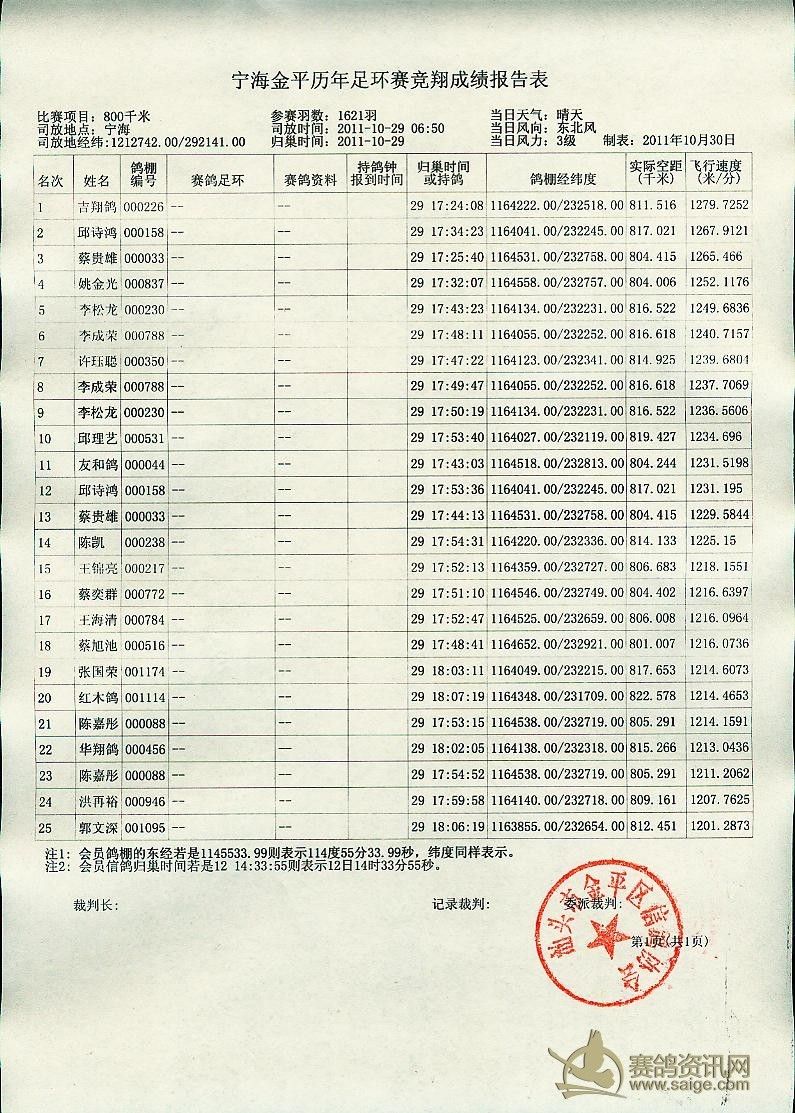 宁海金平历年足环赛竞翔成绩报告表
比赛项目：800千米 参赛羽数：1621羽 当日天气：晴天
司放地点：宁海 司放时间：2011-10-29 06:50 当日风向：东北风
司放地经纬:1212742.00/292141.00 归巢时间：2011-10-29 当日风力：3级 制表：2011年10月30日
名次 姓名 鸽棚编号 赛鸽足环 赛鸽资料 持鸽钟报到时间 归巢时间或持鸽 鸽棚经纬度 实际空距(千米) 飞行速度(米/分)
1 吉翔鸽 000226 -- -- 29 17:24:08 1164222.00/232518.00 811.516 1279.7252
2 邱诗鸿 000158 -- -- 29 17:34:23 1164041.00/232245.00 817.021 1267.9121
3 蔡贵雄 000033 -- -- 29 17:25:40 1164531.00/232758.00 804.415 1265.466
4 姚金光 000837 -- -- 29 17:32:07 1164558.00/232757.00 804.006 1252.1176
5 李松龙 000230 -- -- 29 17:43:23 1164134.00/232231.00 816.522 1249.6836
6 李成荣 000788 -- -- 29 17:48:11 1164055.00/232252.00 816.618 1240.7157
7 许珏聪 000350 -- -- 29 17:47:22 1164123.00/232341.00 814.925 1239.6804
8 李成荣 000788 -- -- 29 17:49:47 1164055.00/232252.00 816.618 1237.7069
9 李松龙 000230 -- -- 29 17:50:19 1164134.00/232231.00 816.522 1236.5606
10 邱理艺 000531 -- -- 29 17:53:40 1164027.00/232119.00 819.427 1234.696
11 友和鸽 000044 -- -- 29 17:43:03 1164518.00/232813.00 804.244 1231.5198
12 邱诗鸿 000158 -- -- 29 17:53:36 1164041.00/232245.00 817.021 1231.195
13 蔡贵雄 000033 -- -- 29 17:44:13 1164531.00/232758.00 804.415 1229.5844
14 陈凯 000238 -- -- 29 17:54:31 1164220.00/232336.00 814.133 1225.15
15 王锦亮 000217 -- -- 29 17:52:13 1164359.00/232727.00 806.683 1218.1551
16 蔡奕群 000772 -- -- 29 17:51:10 1164546.00/232749.00 804.402 1216.6397
17 王海清 000784 -- -- 29 17:52:47 1164525.00/232659.00 806.008 1216.0964
18 蔡旭池 000516 -- -- 29 17:48:41 1164652.00/232921.00 801.007 1216.0736
19 张国荣 001174 -- -- 29 18:03:11 1164049.00/232215.00 817.653 1214.6073
20 红木鸽 001114 -- -- 29 18:07:19 1164348.00/231709.00 822.578 1214.4653
21 陈嘉彤 000088 -- -- 29 17:53:15 1164538.00/232719.00 805.291 1214.1591
22 华翔鸽 000456 -- -- 29 18:02:05 1164138.00/232318.00 815.266 1213.0436
23 陈嘉彤 000088 -- -- 29 17:54:52 1164538.00/232719.00 805.291 1211.2062
24 洪再裕 000946 -- -- 29 17:59:58 1164140.00/232718.00 809.161 1207.7625
25 郭文深 001095 -- -- 29 18:06:19 1163855.00/232654.00 812.451 1201.2873
注1：会员鸽棚的东经若是1145533.99则表示114度55分33.99秒，纬度同样表示。
注2：会员信鸽归巢时间若是12 14:33:55则表示12日14时33分55秒。
裁判长： 记录裁判： 委派裁判：
第1页(共1页)
汕头市金平区信鸽协会
赛鸽资讯网
www.saige.com